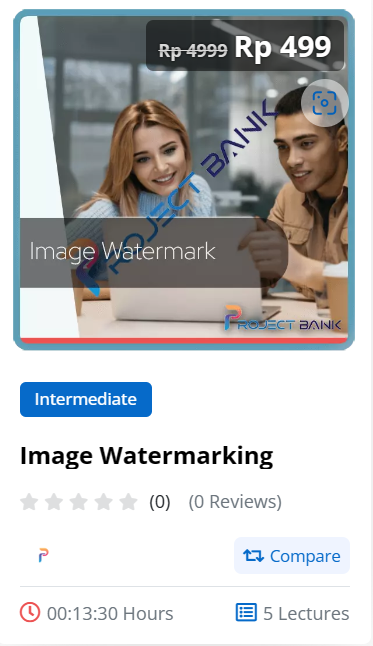 Rp 4999 Rp 499
PROJECT BANK
Image Watermark
PROJECT BANK
Intermediate
Image Watermarking
(0) (0 Reviews)
Compare
00:13:30 Hours
5 Lectures